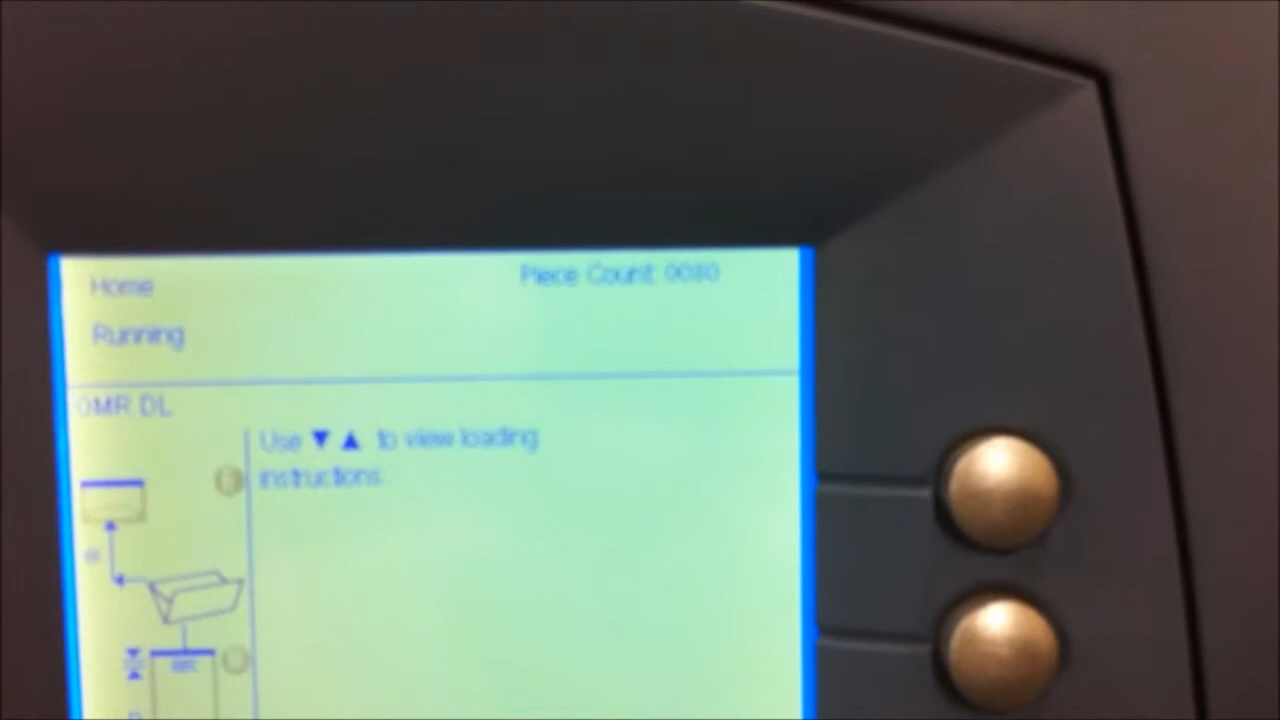 Home
Piece Count: 0080
Running
OMR DL
Use ▼ ▲ to view loading
instructions.